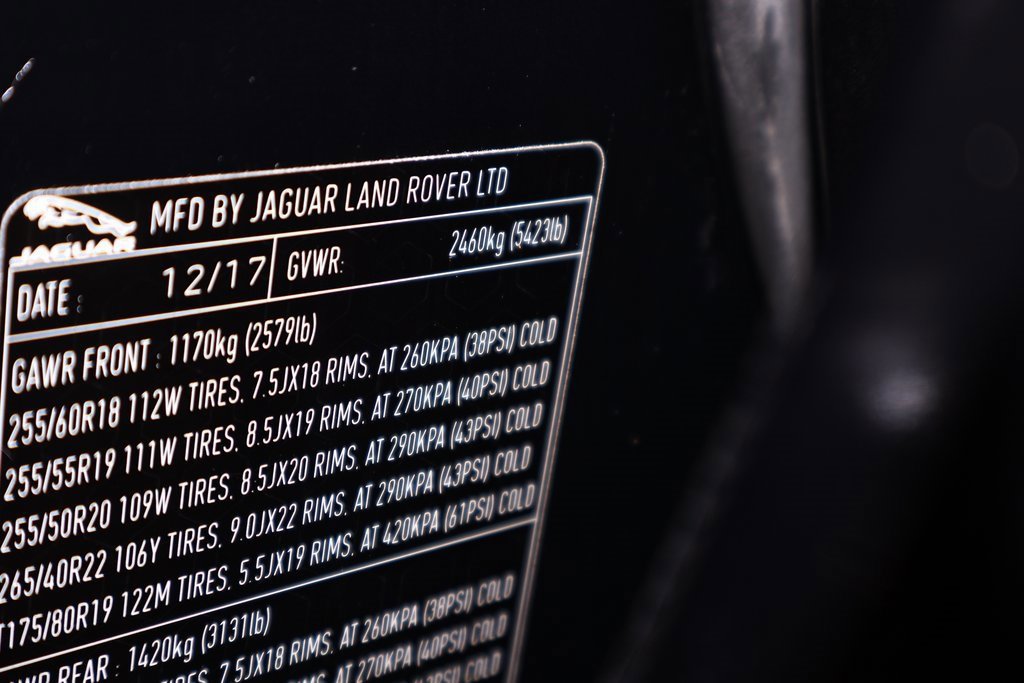 JAGUAR
MFD BY JAGUAR LAND ROVER LTD
DATE : 12/17 GVWR: 2460kg (5423lb)
GAWR FRONT : 1170kg (2579lb)
255/60R18 112W TIRES, 7.5JX18 RIMS, AT 260KPA (38PSI) COLD
255/55R19 111W TIRES, 8.5JX19 RIMS, AT 270KPA (40PSI) COLD
255/50R20 109W TIRES, 8.5JX20 RIMS, AT 290KPA (43PSI) COLD
265/40R22 106Y TIRES, 9.0JX22 RIMS, AT 290KPA (43PSI) COLD
T175/80R19 122M TIRES, 5.5JX19 RIMS, AT 420KPA (61PSI) COLD
REAR : 1420kg (3131lb)
7.5JX18 RIMS, AT 260KPA (38PSI) COLD
AT 270KPA (40PSI) COLD
COLD